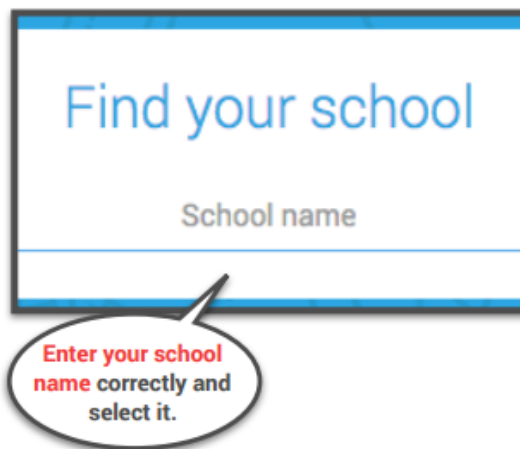 Find your school
School name
Enter your school
name correctly and
select it.